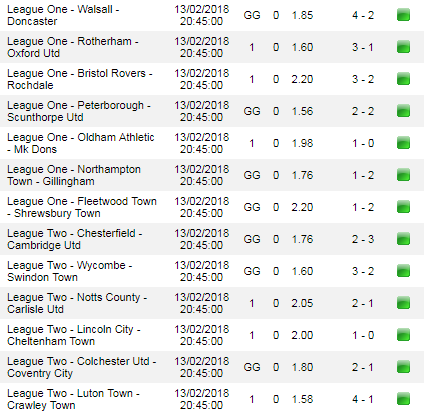 League One - Walsall - Doncaster 13/02/2018 20:45:00 GG 0 1.85 4 - 2
League One - Rotherham - Oxford Utd 13/02/2018 20:45:00 1 0 1.60 3 - 1
League One - Bristol Rovers - Rochdale 13/02/2018 20:45:00 1 0 2.20 3 - 2
League One - Peterborough - Scunthorpe Utd 13/02/2018 20:45:00 GG 0 1.56 2 - 2
League One - Oldham Athletic - Mk Dons 13/02/2018 20:45:00 1 0 1.98 1 - 0
League One - Northampton Town - Gillingham 13/02/2018 20:45:00 GG 0 1.76 1 - 2
League One - Fleetwood Town - Shrewsbury Town 13/02/2018 20:45:00 GG 0 2.20 1 - 2
League Two - Chesterfield - Cambridge Utd 13/02/2018 20:45:00 GG 0 1.76 2 - 3
League Two - Wycombe - Swindon Town 13/02/2018 20:45:00 GG 0 1.60 3 - 2
League Two - Notts County - Carlisle Utd 13/02/2018 20:45:00 1 0 2.05 2 - 1
League Two - Lincoln City - Cheltenham Town 13/02/2018 20:45:00 1 0 2.00 1 - 0
League Two - Colchester Utd - Coventry City 13/02/2018 20:45:00 GG 0 1.80 2 - 1
League Two - Luton Town - Crawley Town 13/02/2018 20:45:00 1 0 1.58 4 - 1